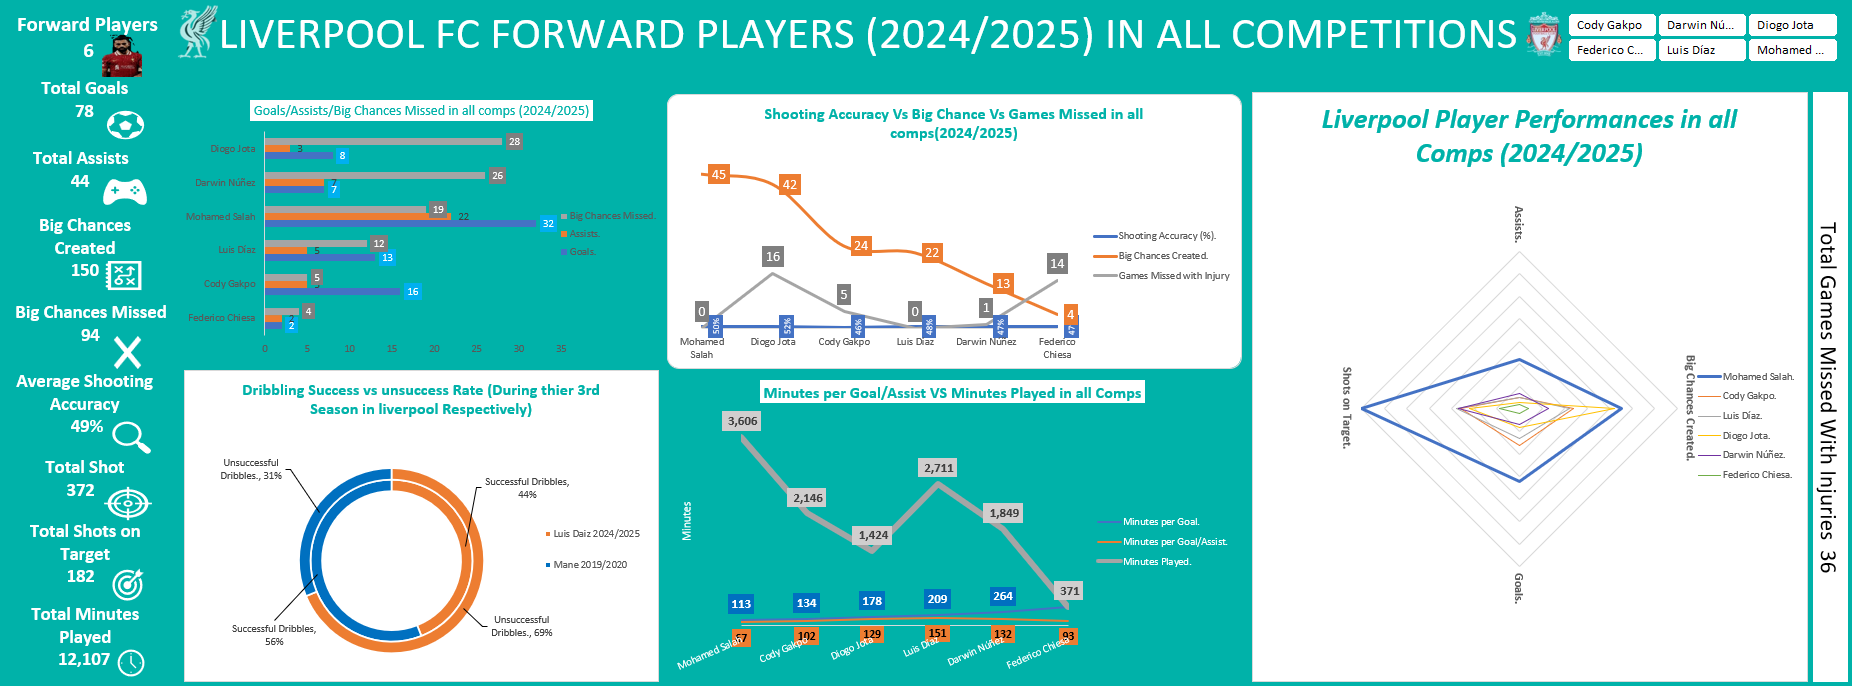 Forward Players
6
Total Goals
78
Total Assists
44
Big Chances
Created
150
Big Chances Missed
94
Average Shooting
Accuracy
49%
Total Shot
372
Total Shots on
Target
182
Total Minutes
Played
12,107
LIVERPOOL FC FORWARD PLAYERS (2024/2025) IN ALL COMPETITIONS
Cody Gakpo Darwin Nú... Diogo Jota
Federico C... Luis Díaz Mohamed ...
Goals/Assists/Big Chances Missed in all comps (2024/2025)
Diogo Jota 28 3 8
Darwin Núñez 26 7 7
Mohamed Salah 19 22 32
Luis Díaz 12 5 13
Cody Gakpo 5 16
Federico Chiesa 4 2 2
0 5 10 15 20 25 30 35
Big Chances Missed.
Assists.
Goals.
Shooting Accuracy Vs Big Chance Vs Games Missed in all
comps(2024/2025)
45 42 24 22 13 4
0 16 5 0 1 14
50% 52% 46% 48% 47%
Mohamed
Salah
Diogo Jota
Cody Gakpo
Luis Díaz
Darwin Núñez
Federico
Chiesa
Shooting Accuracy (%).
Big Chances Created.
Games Missed with Injury
Dribbling Success vs unsuccess Rate (During thier 3rd
Season in liverpool Respectively)
Unsuccessful
Dribbles., 31%
Successful Dribbles,
44%
Successful Dribbles,
56%
Unsuccessful
Dribbles., 69%
Luis Daiz 2024/2025
Mane 2019/2020
Minutes per Goal/Assist VS Minutes Played in all Comps
Minutes
3,606 2,146 1,424 2,711 1,849 371
113 134 178 209 264
102 129 151 132 93
Mohamed Salah
Cody Gakpo
Diogo Jota
Luis Díaz
Darwin Núñez
Federico Chiesa
Minutes per Goal.
Minutes per Goal/Assist.
Minutes Played.
Liverpool Player Performances in all
Comps (2024/2025)
Assists.
Big Chances Created.
Goals.
Shots on Target.
Mohamed Salah.
Cody Gakpo.
Luis Díaz.
Diogo Jota.
Darwin Núñez.
Federico Chiesa.
Total Games Missed With Injuries 36